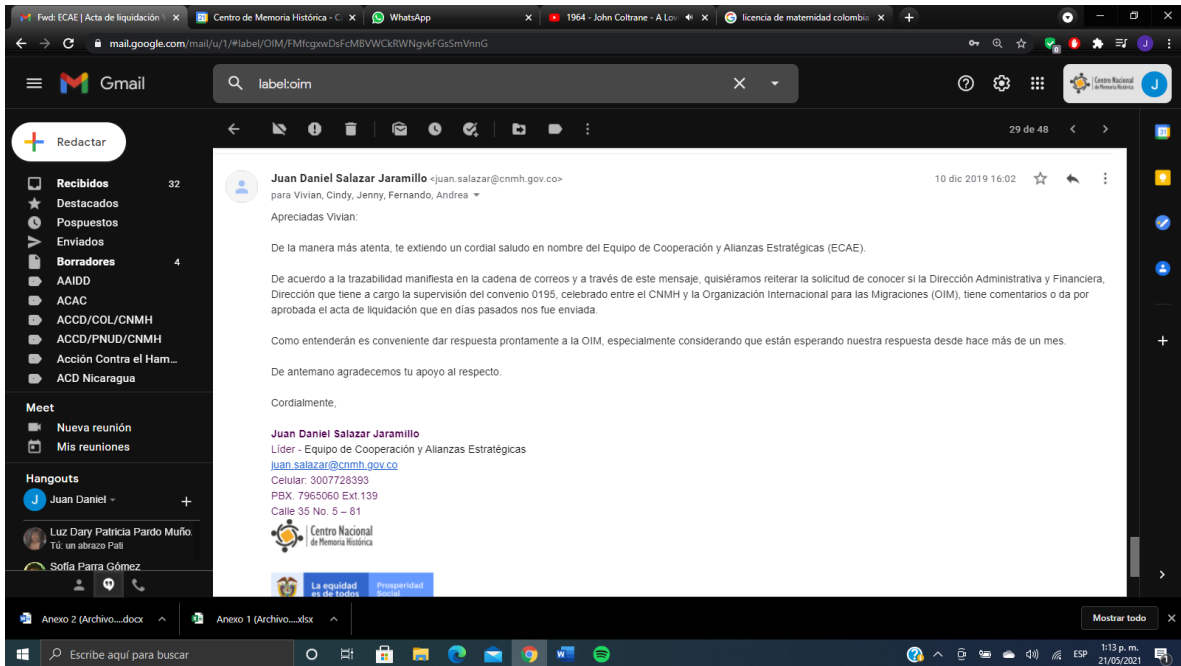 Fwd: ECAE | Acta de liquidación V
Centro de Memoria Histórica - C
WhatsApp
1964 - John Coltrane - A Lov
licencia de maternidad colombia
mail.google.com/mail/u/1/#label/OIM/FMfcgxwDsFcMBVWCkRWNgvkFGsSmVnnG
Gmail
label:oim
Centro Nacional
de Memoria Histórica
J
Redactar
29 de 48
Recibidos 32
Destacados
Pospuestos
Enviados
Borradores 4
AAIDD
ACAC
ACCD/COL/CNMH
ACCD/PNUD/CNMH
Acción Contra el Ham...
ACD Nicaragua
Meet
Nueva reunión
Mis reuniones
Hangouts
J Juan Daniel
Luz Dary Patricia Pardo Muño
Tú: un abrazo Pati
Sofía Parra Gómez
Juan Daniel Salazar Jaramillo <juan.salazar@cnmh.gov.co>
10 dic 2019 16:02
para Vivian, Cindy, Jenny, Fernando, Andrea
Apreciadas Vivian:
De la manera más atenta, te extiendo un cordial saludo en nombre del Equipo de Cooperación y Alianzas Estratégicas (ECAE).
De acuerdo a la trazabilidad manifiesta en la cadena de correos y a través de este mensaje, quisiéramos reiterar la solicitud de conocer si la Dirección Administrativa y Financiera,
Dirección que tiene a cargo la supervisión del convenio 0195, celebrado entre el CNMH y la Organización Internacional para las Migraciones (OIM), tiene comentarios o da por
aprobada el acta de liquidación que en días pasados nos fue enviada.
Como entenderán es conveniente dar respuesta prontamente a la OIM, especialmente considerando que están esperando nuestra respuesta desde hace más de un mes.
De antemano agradecemos tu apoyo al respecto.
Cordialmente,
Juan Daniel Salazar Jaramillo
Líder - Equipo de Cooperación y Alianzas Estratégicas
juan.salazar@cnmh.gov.co
Celular: 3007728393
PBX. 7965060 Ext.139
Calle 35 No. 5 – 81
Centro Nacional
de Memoria Histórica
La equidad
es de todos
Prosperidad
Social
Anexo 2 (Archivo....docx
Anexo 1 (Archivo....xlsx
Mostrar todo
Escribe aquí para buscar
ESP
1:13 p. m.
21/05/2021